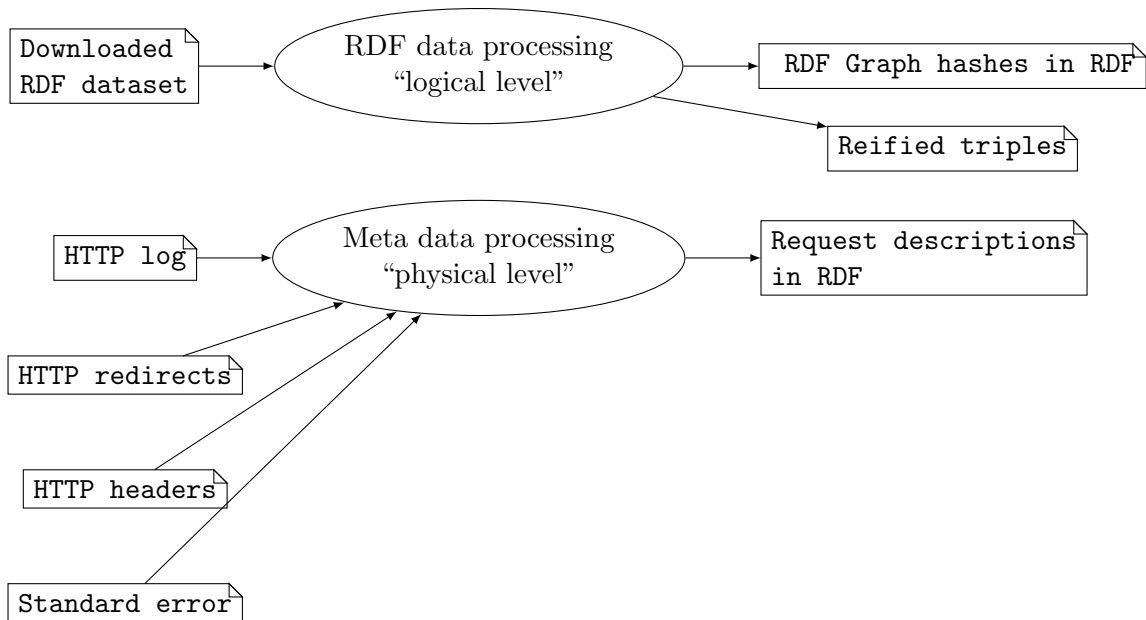 Downloaded
RDF dataset
RDF data processing
“logical level”
RDF Graph hashes in RDF
Reified triples
HTTP log
Meta data processing
“physical level”
Request descriptions
in RDF
HTTP redirects
HTTP headers
Standard error